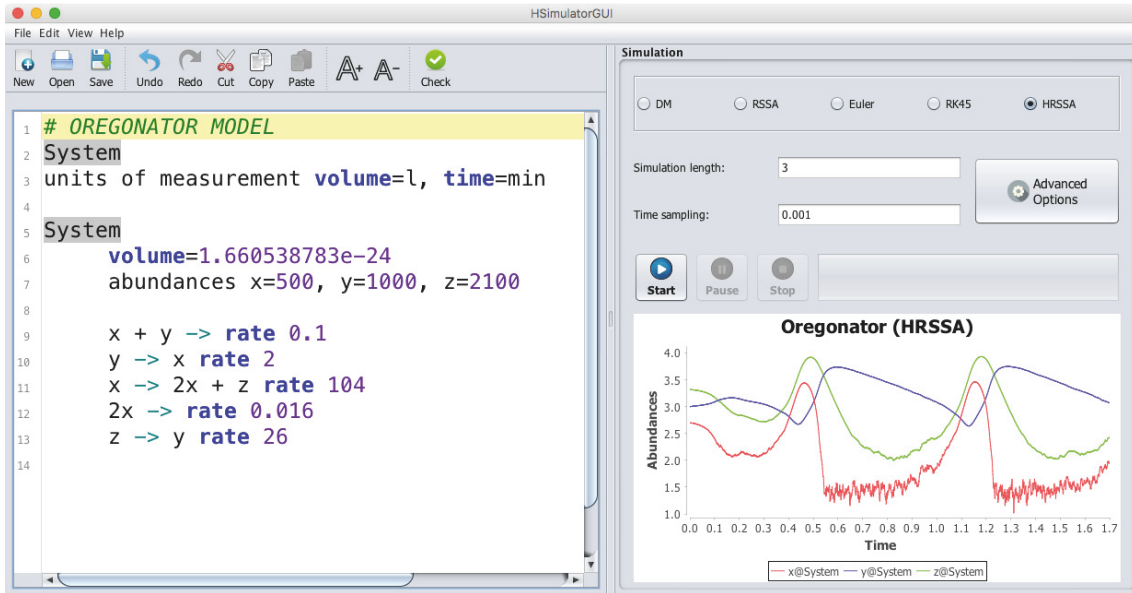 HSimulatorGUI
File Edit View Help
New Open Save Undo Redo Cut Copy Paste A+ A- Check
1 # OREGONATOR MODEL
2 System
3 units of measurement volume=l, time=min
4
5 System
6 volume=1.660538783e−24
7 abundances x=500, y=1000, z=2100
8
9 x + y −> rate 0.1
10 y −> x rate 2
11 x −> 2x + z rate 104
12 2x −> rate 0.016
13 z −> y rate 26
14
Simulation
DM RSSA Euler RK45 HRSSA
Simulation length: 3
Time sampling: 0.001
Advanced
Options
Start Pause Stop
Oregonator (HRSSA)
4.0
3.5
3.0
2.5
2.0
1.5
1.0
Abundances
0.0 0.1 0.2 0.3 0.4 0.5 0.6 0.7 0.8 0.9 1.0 1.1 1.2 1.3 1.4 1.5 1.6 1.7
Time
x@System y@System z@System